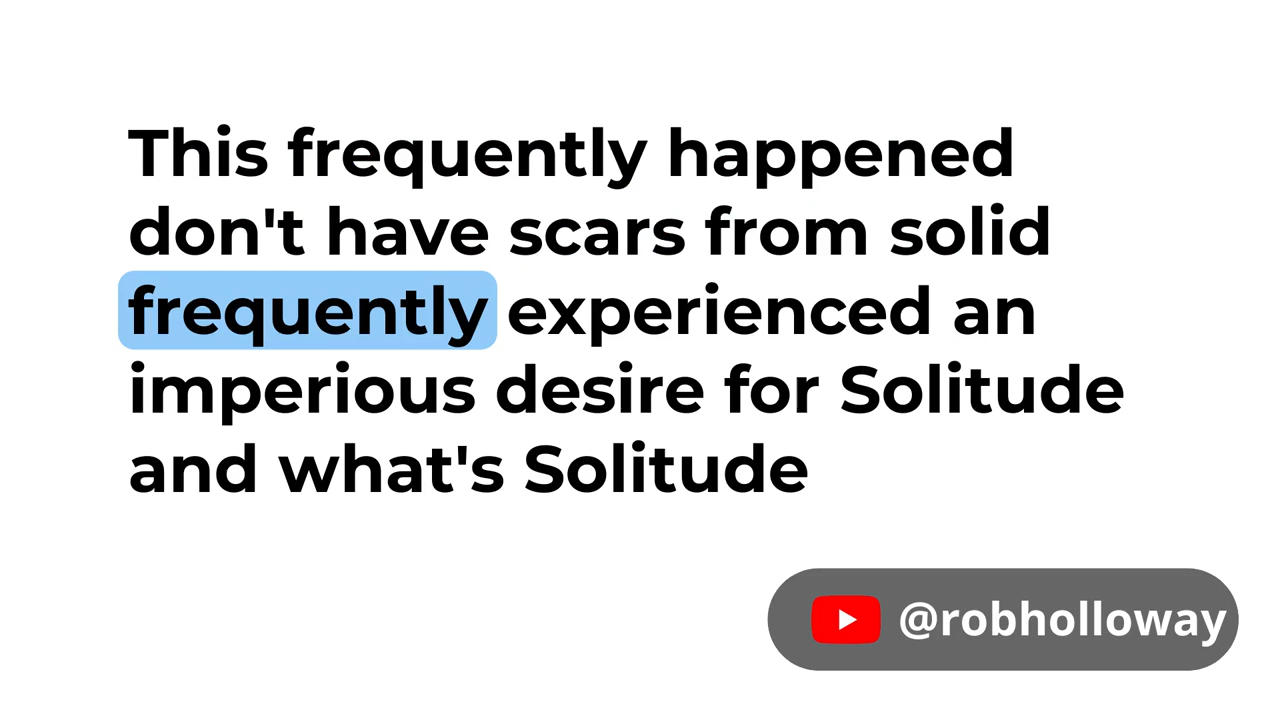 This frequently happened
don't have scars from solid
frequently experienced an
imperious desire for Solitude
and what's Solitude
@robholloway